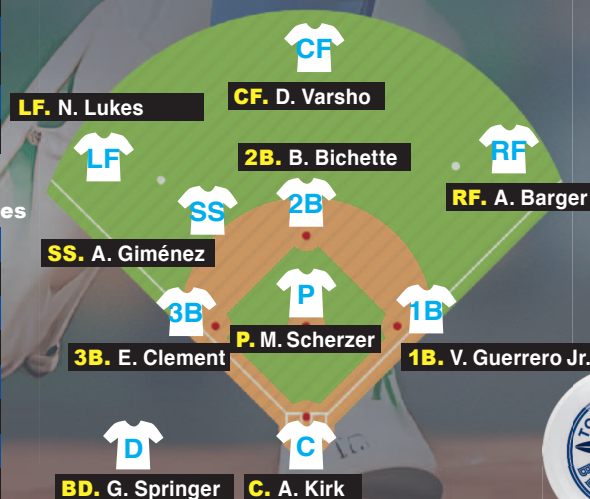 CF
CF. D. Varsho
LF. N. Lukes
LF
2B. B. Bichette
RF
RF. A. Barger
es
SS
2B
SS. A. Giménez
P
3B
1B
P. M. Scherzer
3B. E. Clement
1B. V. Guerrero Jr.
D
C
BD. G. Springer
C. A. Kirk